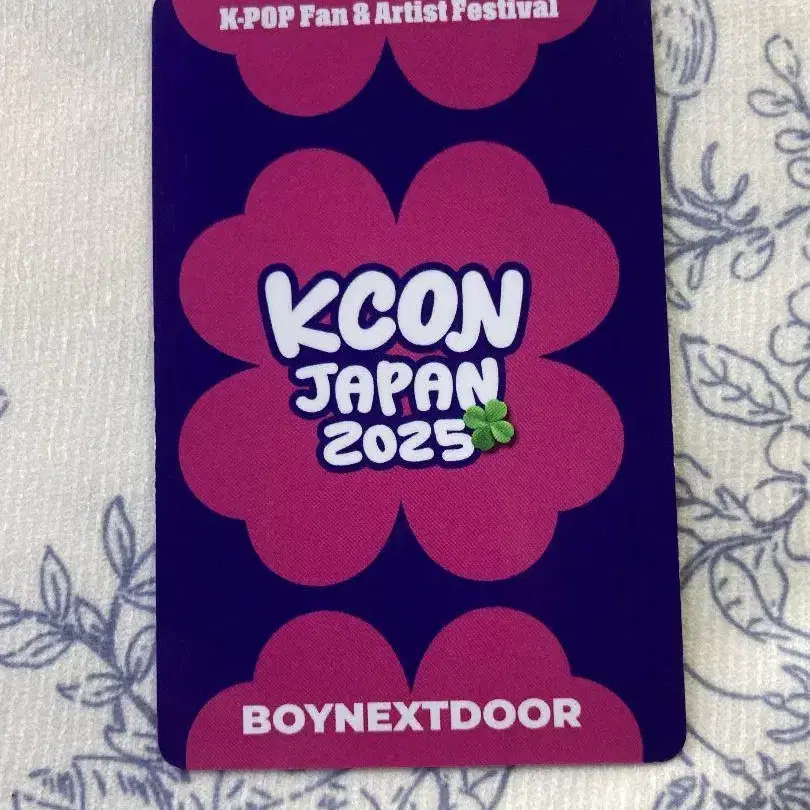 K-POP Fan & Artist Festival
KCON
JAPAN
2025
BOYNEXTDOOR